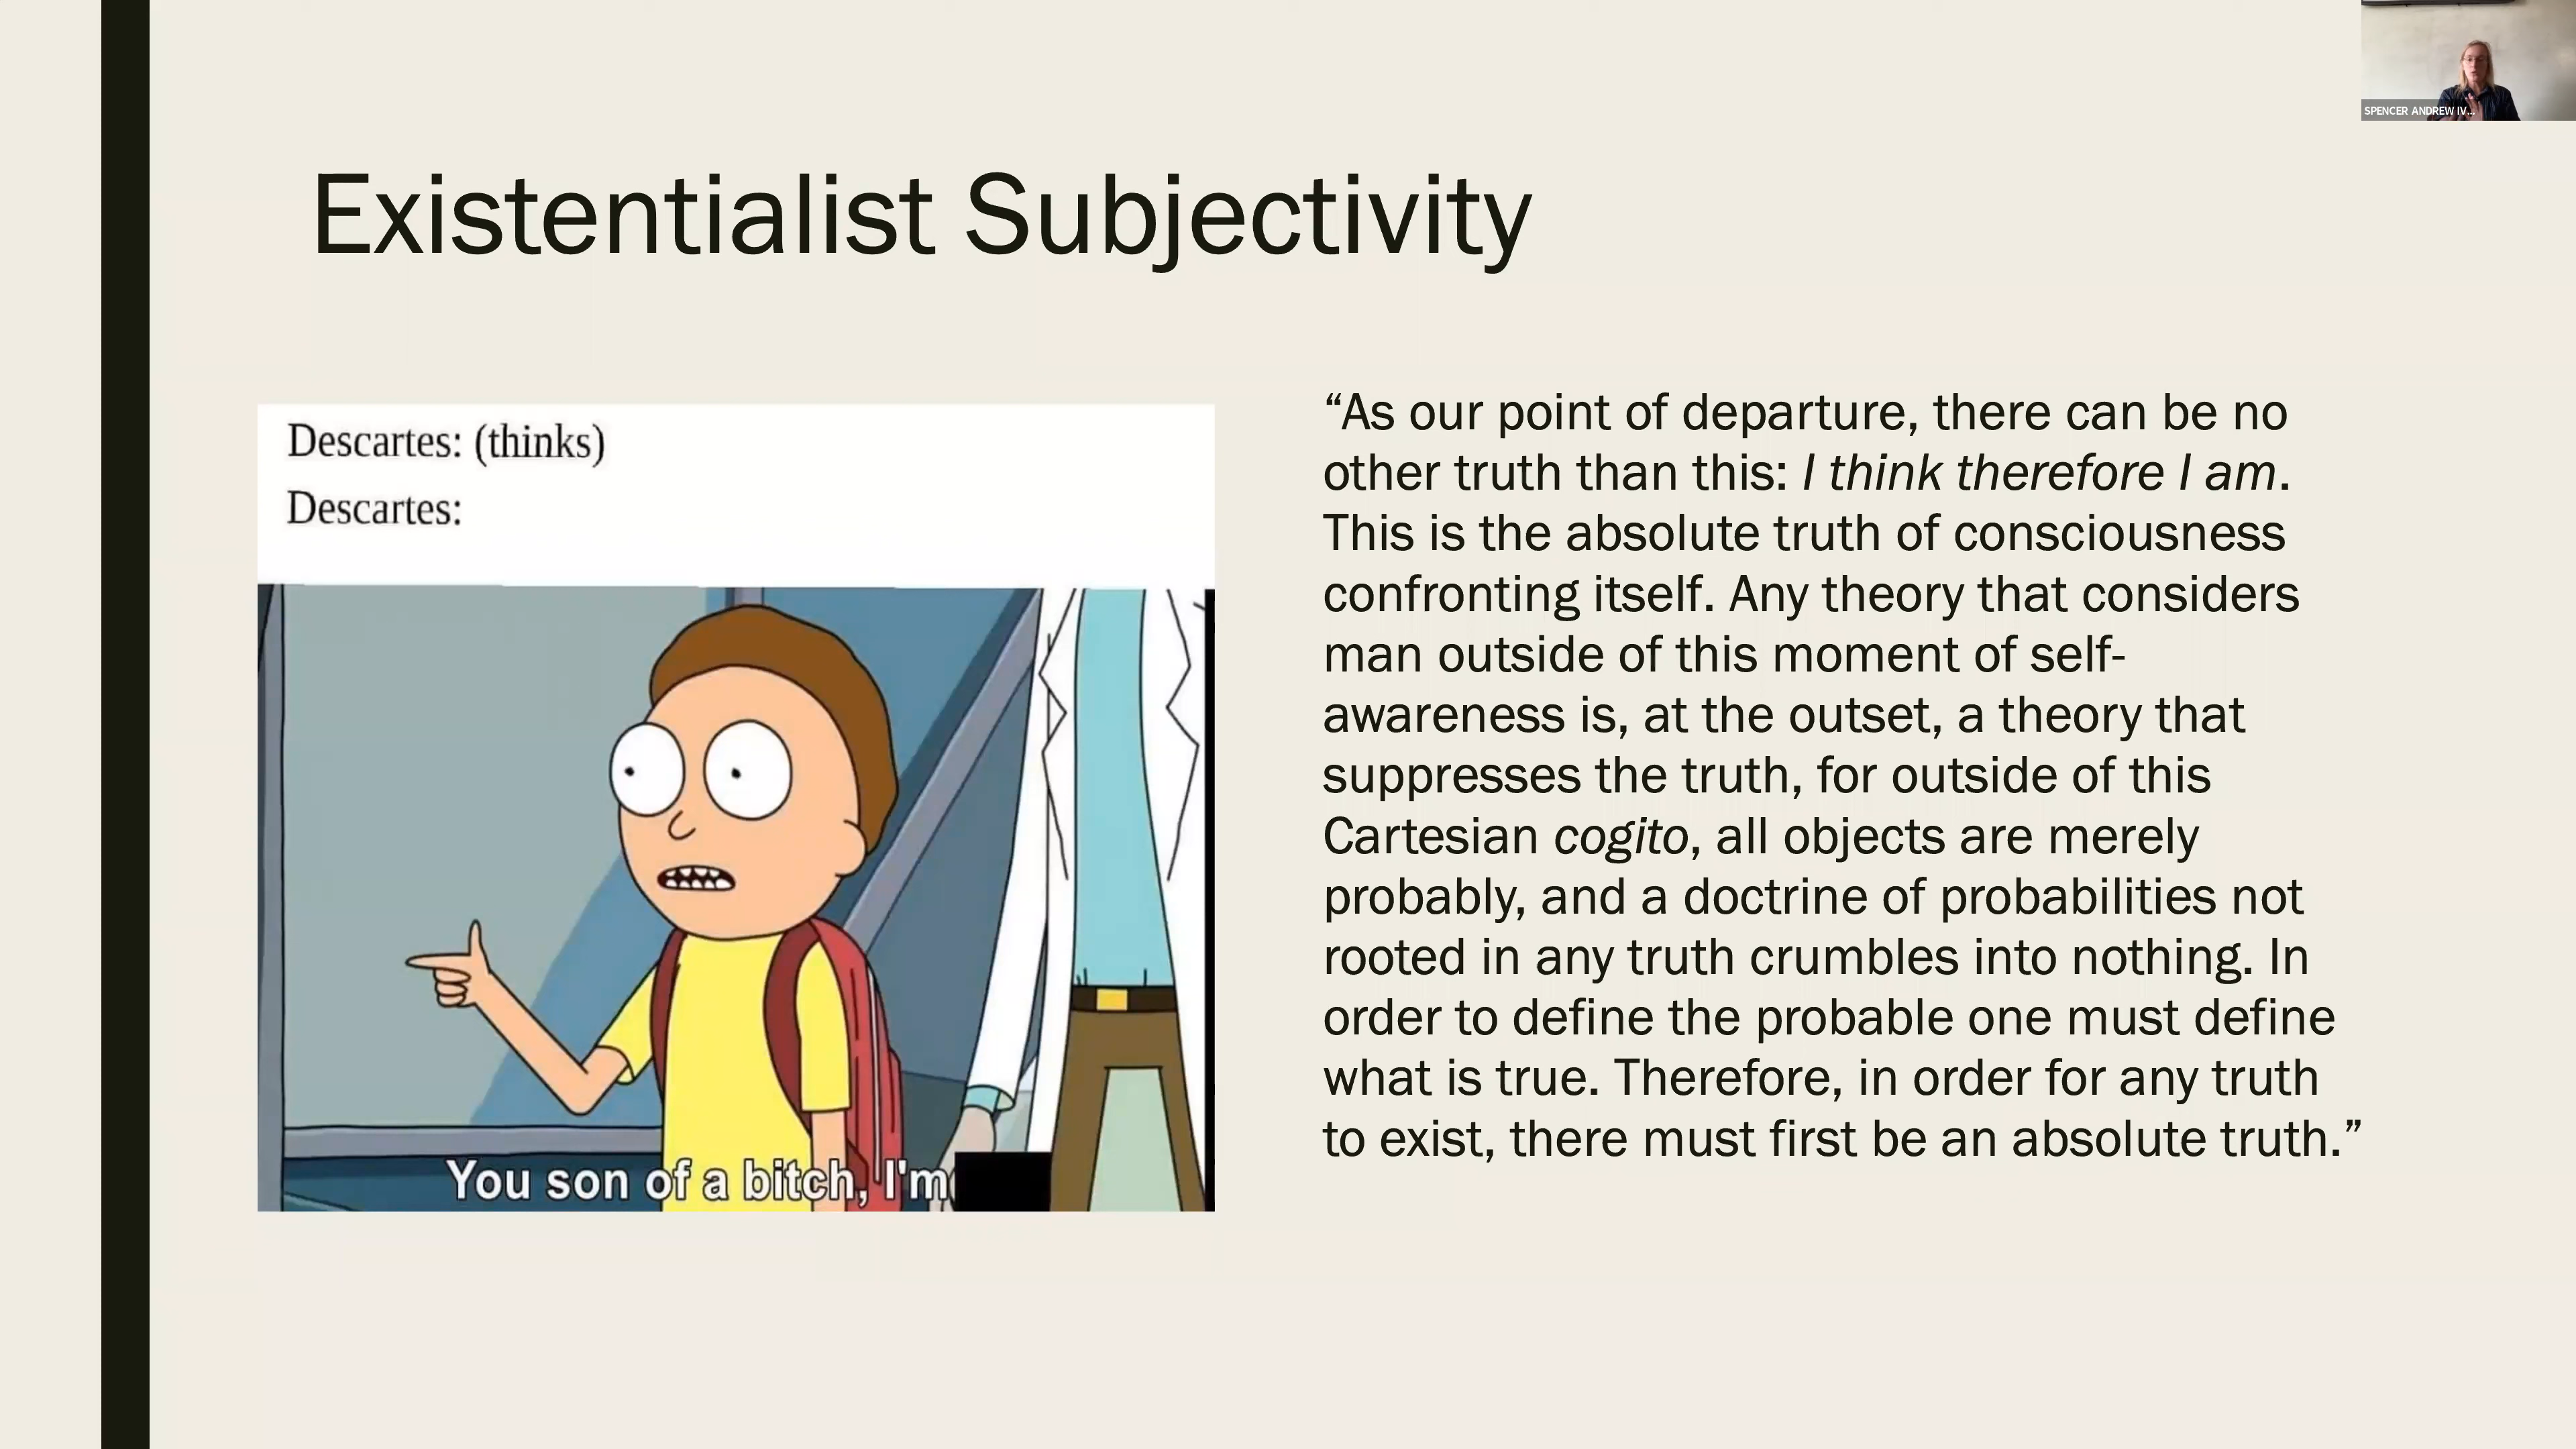 SPENCER ANDREW IV...
Existentialist Subjectivity
Descartes: (thinks)
Descartes:
You son of a bitch, I'm
“As our point of departure, there can be no
other truth than this: I think therefore I am.
This is the absolute truth of consciousness
confronting itself. Any theory that considers
man outside of this moment of self-
awareness is, at the outset, a theory that
suppresses the truth, for outside of this
Cartesian cogito, all objects are merely
probably, and a doctrine of probabilities not
rooted in any truth crumbles into nothing. In
order to define the probable one must define
what is true. Therefore, in order for any truth
to exist, there must first be an absolute truth.”